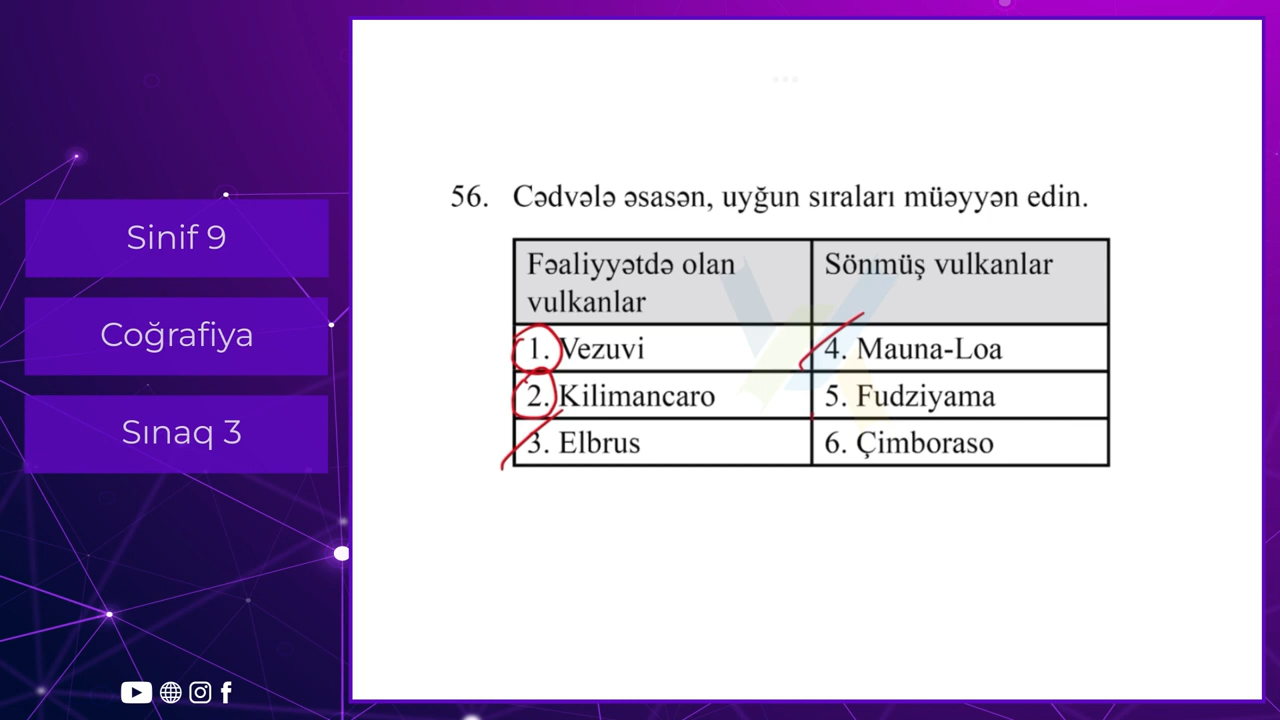 Sinif 9
Coğrafiya
Sınaq 3
56. Cədvələ əsasən, uyğun sıraları müəyyən edin.
Fəaliyyətdə olan vulkanlar
Sönmüş vulkanlar
1. Vezuvi
4. Mauna-Loa
2. Kilimancaro
5. Fudziyama
3. Elbrus
6. Çimboraso